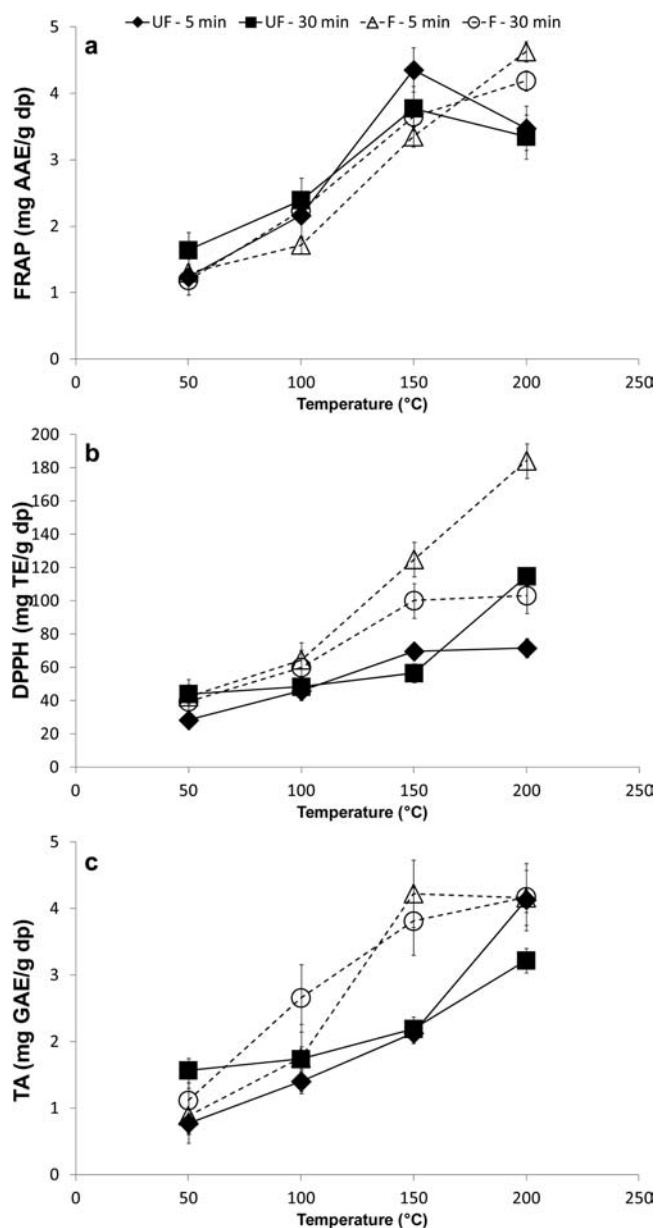 UF - 5 min UF - 30 min F - 5 min F - 30 min
a
FRAP (mg AAE/g dp)
5
4
3
2
1
0
0 50 100 150 200 250
Temperature (°C)
b
DPPH (mg TE/g dp)
200
180
160
140
120
100
80
60
40
20
0
0 50 100 150 200 250
Temperature (°C)
c
TA (mg GAE/g dp)
5
4
3
2
1
0
0 50 100 150 200 250
Temperature (°C)